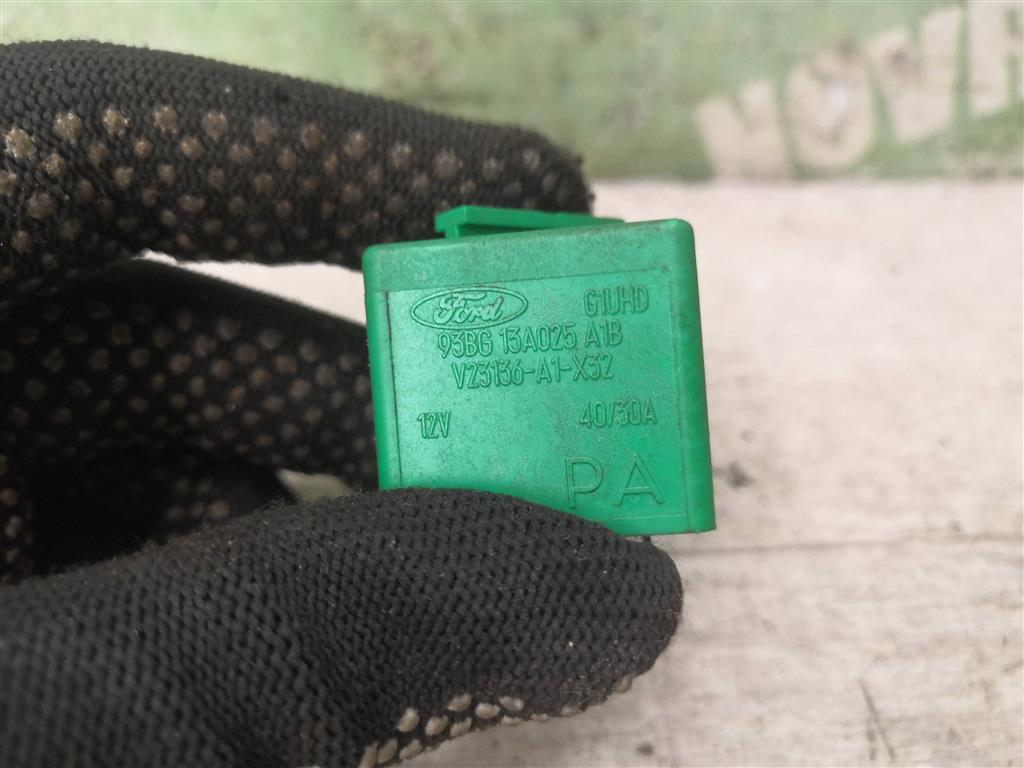 Ford G1UHD
93BG 13A025 A1B
V23136-A1-X32
12V 40/30A
PA